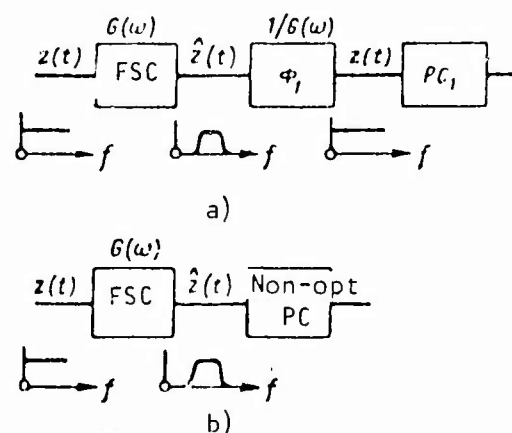 G(ω) 1/G(ω)
z(t) FSC ẑ(t) Φ₁ z(t) PC₁
f f f
a)
G(ω)
z(t) FSC ẑ(t) Non-opt PC
f f
b)